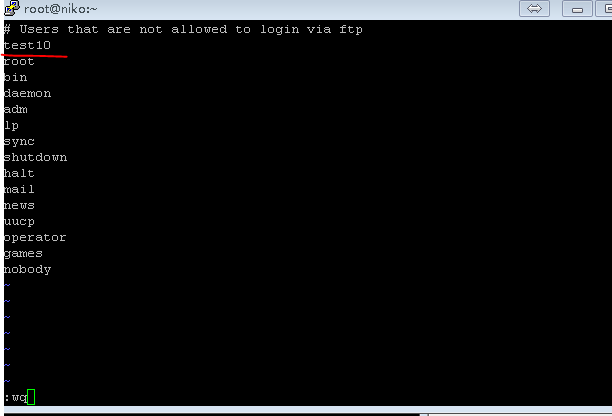 root@niko:~
# Users that are not allowed to login via ftp
test10
root
bin
daemon
adm
lp
sync
shutdown
halt
mail
news
uucp
operator
games
nobody
~
~
~
~
~
~
~
:wq